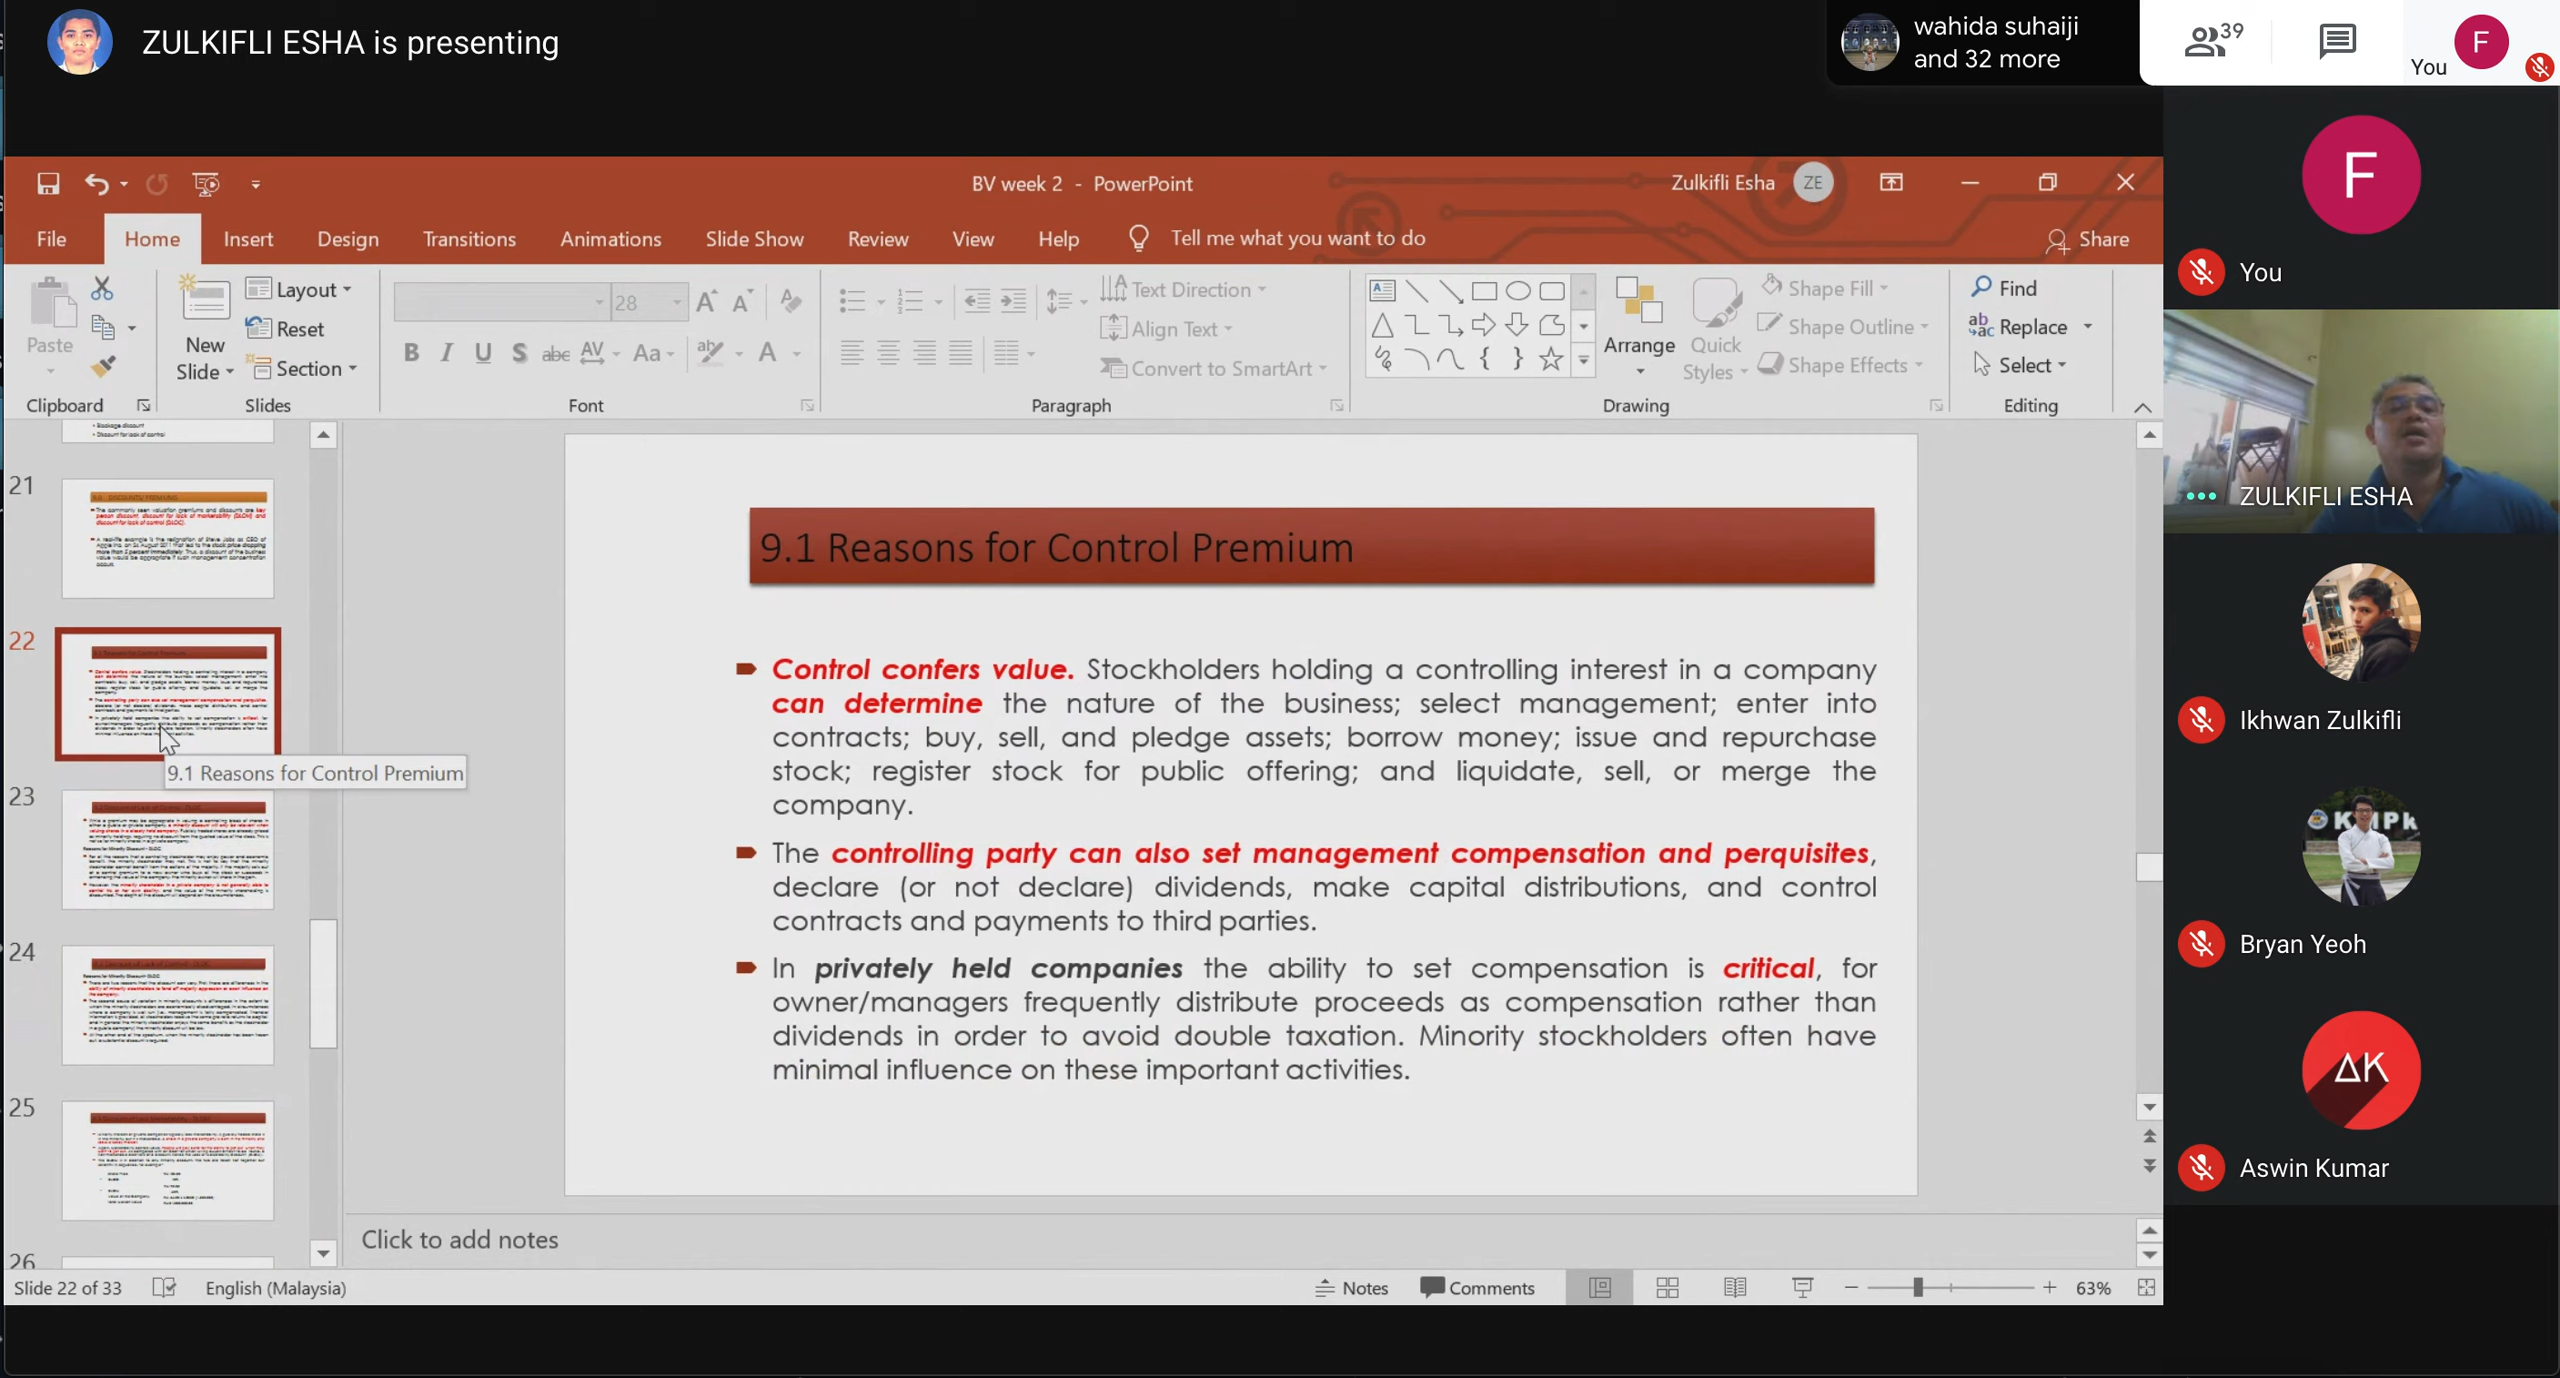 ZULKIFLI ESHA is presenting
wahida suhaiji
and 32 more
39
You
F
BV week 2 - PowerPoint
Zulkifli Esha
ZE
File
Home
Insert
Design
Transitions
Animations
Slide Show
Review
View
Help
Tell me what you want to do
Share
Paste
New
Slide
Layout
Reset
Section
28
Text Direction
Align Text
Convert to SmartArt
Arrange
Quick
Styles
Shape Fill
Shape Outline
Shape Effects
Find
Replace
Select
Clipboard
Slides
Font
Paragraph
Drawing
Editing
• Blockage discount
• Discount for lack of control
21
22
9.1 Reasons for Control Premium
23
24
25
26
9.1 Reasons for Control Premium
Control confers value. Stockholders holding a controlling interest in a company
can determine the nature of the business; select management; enter into
contracts; buy, sell, and pledge assets; borrow money; issue and repurchase
stock; register stock for public offering; and liquidate, sell, or merge the
company.
The controlling party can also set management compensation and perquisites,
declare (or not declare) dividends, make capital distributions, and control
contracts and payments to third parties.
In privately held companies the ability to set compensation is critical, for
owner/managers frequently distribute proceeds as compensation rather than
dividends in order to avoid double taxation. Minority stockholders often have
minimal influence on these important activities.
Click to add notes
Slide 22 of 33
English (Malaysia)
Notes
Comments
63%
F
You
ZULKIFLI ESHA
Ikhwan Zulkifli
Bryan Yeoh
AK
Aswin Kumar